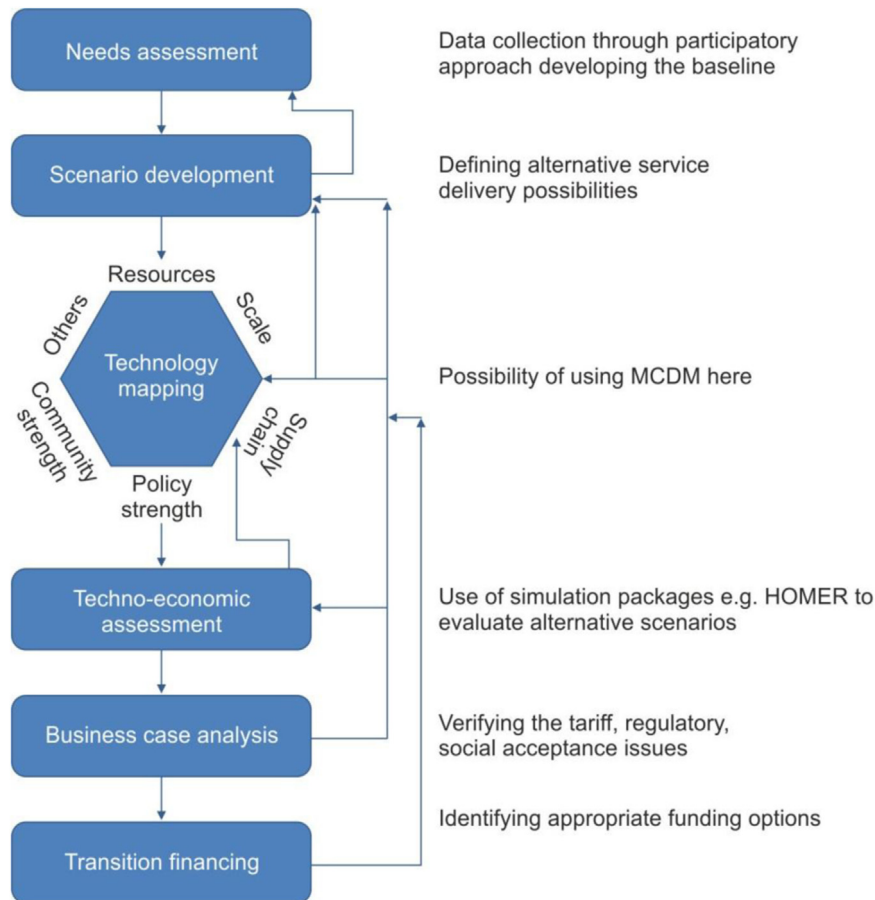 Needs assessment
Data collection through participatory
approach developing the baseline
Scenario development
Defining alternative service
delivery possibilities
Resources
Others
Scale
Technology
mapping
Possibility of using MCDM here
Community
strength
Supply
chain
Policy
strength
Techno-economic
assessment
Use of simulation packages e.g. HOMER to
evaluate alternative scenarios
Business case analysis
Verifying the tariff, regulatory,
social acceptance issues
Identifying appropriate funding options
Transition financing